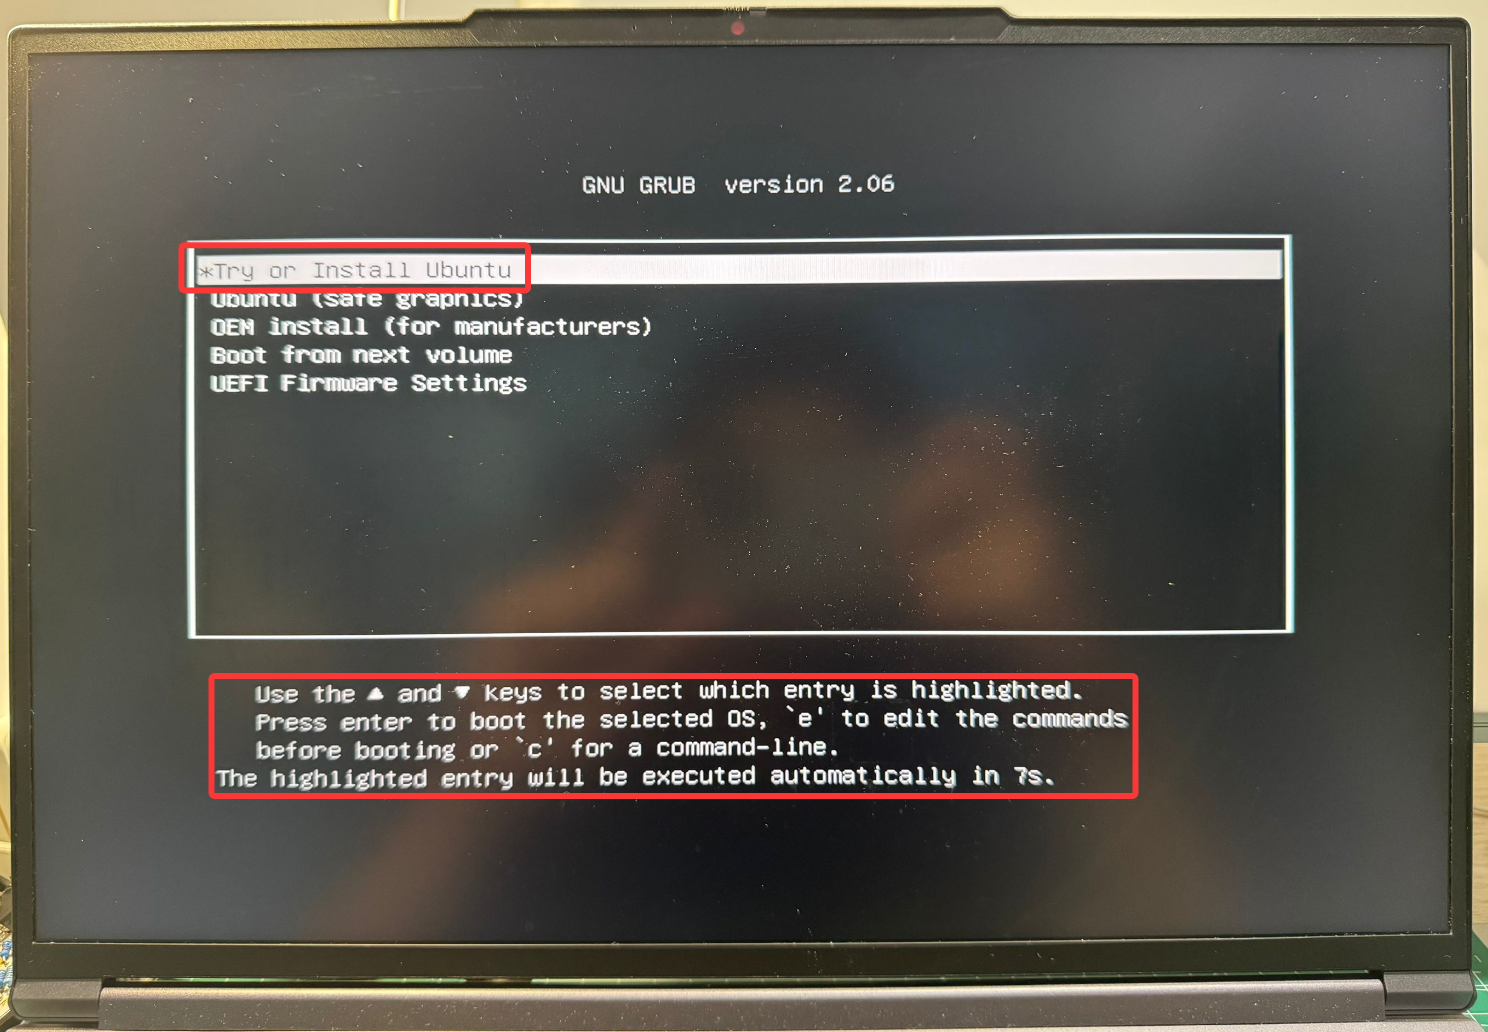 GNU GRUB version 2.06
*Try or Install Ubuntu
Ubuntu (safe graphics)
OEM install (for manufacturers)
Boot from next volume
UEFI Firmware Settings
Use the ▲ and ▼ keys to select which entry is highlighted.
Press enter to boot the selected OS, `e' to edit the commands
before booting or `c' for a command-line.
The highlighted entry will be executed automatically in 7s.